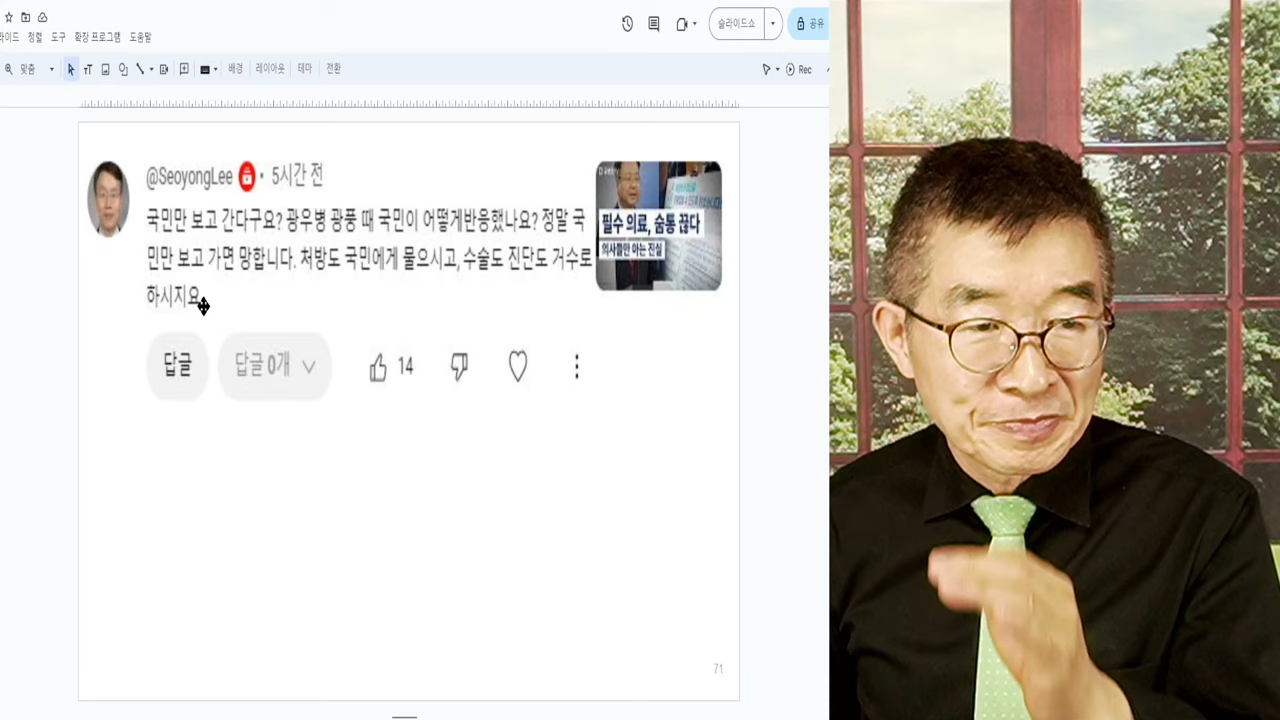 라이드 정렬 도구 확장 프로그램 도움말
슬라이드쇼
공유
맞춤
배경 레이아웃 테마 전환
Rec
@SeoyongLee · 5시간 전
국민만 보고 간다구요? 광우병 광풍 때 국민이 어떻게반응했나요? 정말 국
민만 보고 가면 망합니다. 처방도 국민에게 물으시고, 수술도 진단도 거수로
하시지요.
필수 의료, 숨통 끊다
의사들만 아는 진실
답글
답글 0개
14
71